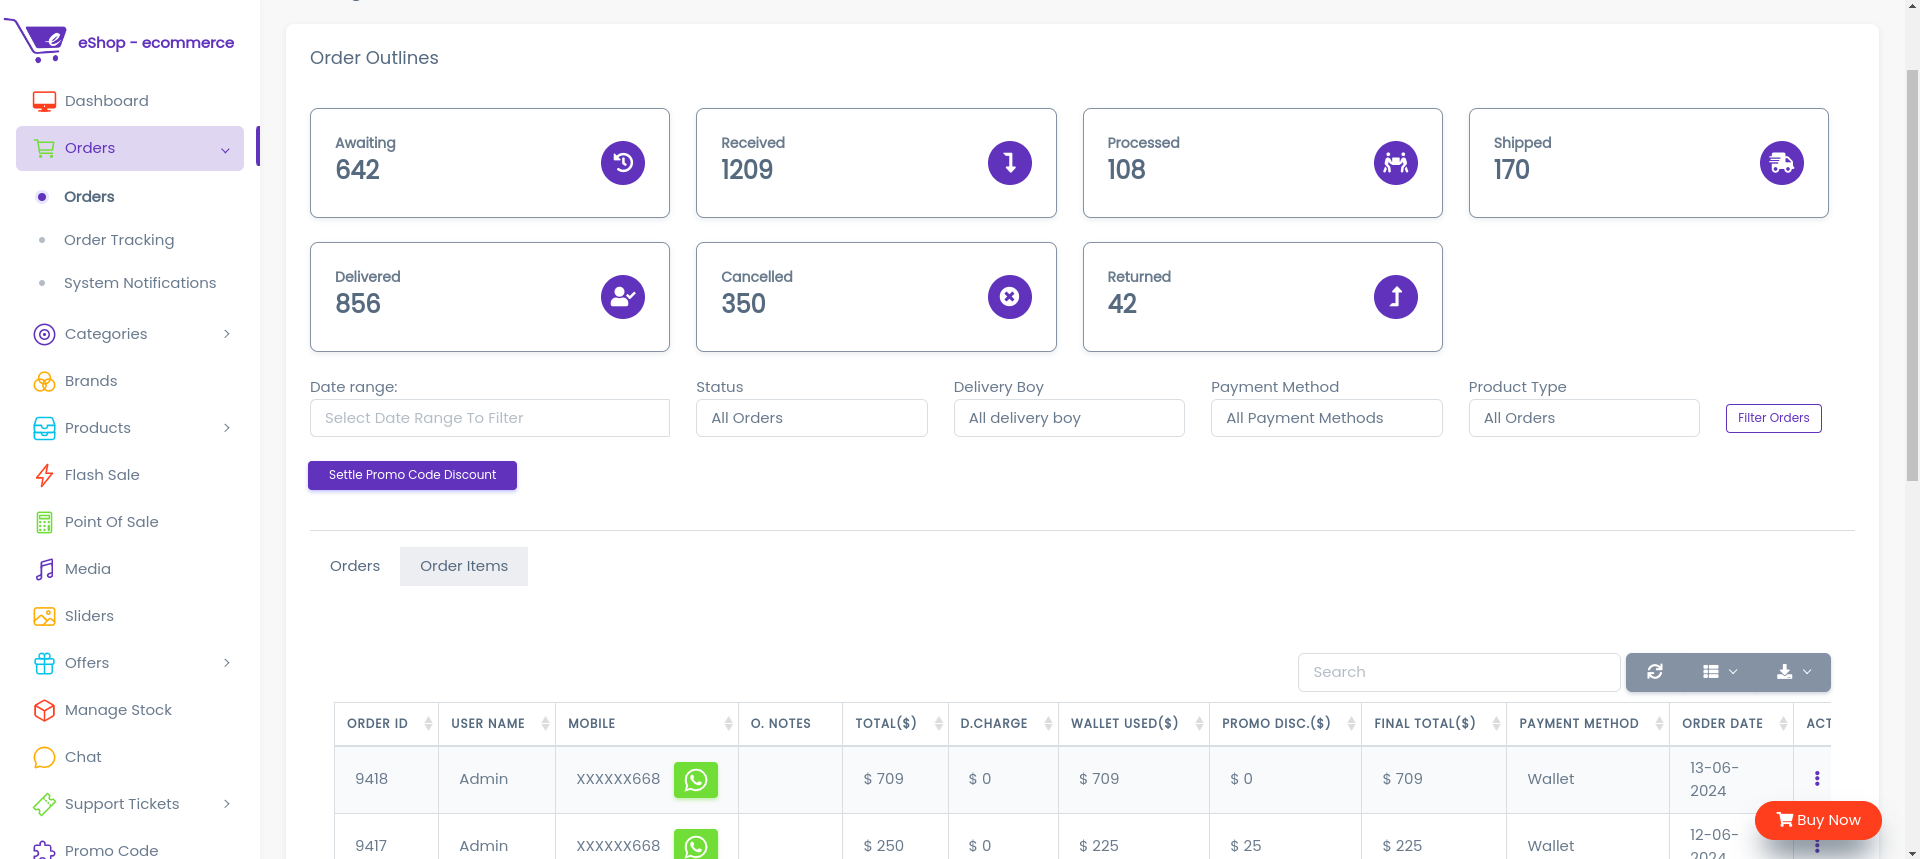 eShop - ecommerce
Dashboard
Orders
Orders
Order Tracking
System Notifications
Categories
Brands
Products
Flash Sale
Point Of Sale
Media
Sliders
Offers
Manage Stock
Chat
Support Tickets
Promo Code
Order Outlines
Awaiting
642
Received
1209
Processed
108
Shipped
170
Delivered
856
Cancelled
350
Returned
42
Date range:
Select Date Range To Filter
Status
All Orders
Delivery Boy
All delivery boy
Payment Method
All Payment Methods
Product Type
All Orders
Filter Orders
Settle Promo Code Discount
Orders Order Items
Search
ORDER ID USER NAME MOBILE O. NOTES TOTAL($) D.CHARGE WALLET USED($) PROMO DISC.($) FINAL TOTAL($) PAYMENT METHOD ORDER DATE ACT
9418 Admin XXXXXX668 $ 709 $ 0 $ 709 $ 0 $ 709 Wallet 13-06-
2024
9417 Admin XXXXXX668 $ 250 $ 0 $ 225 $ 25 $ 225 Wallet 12-06-
2024
Buy Now